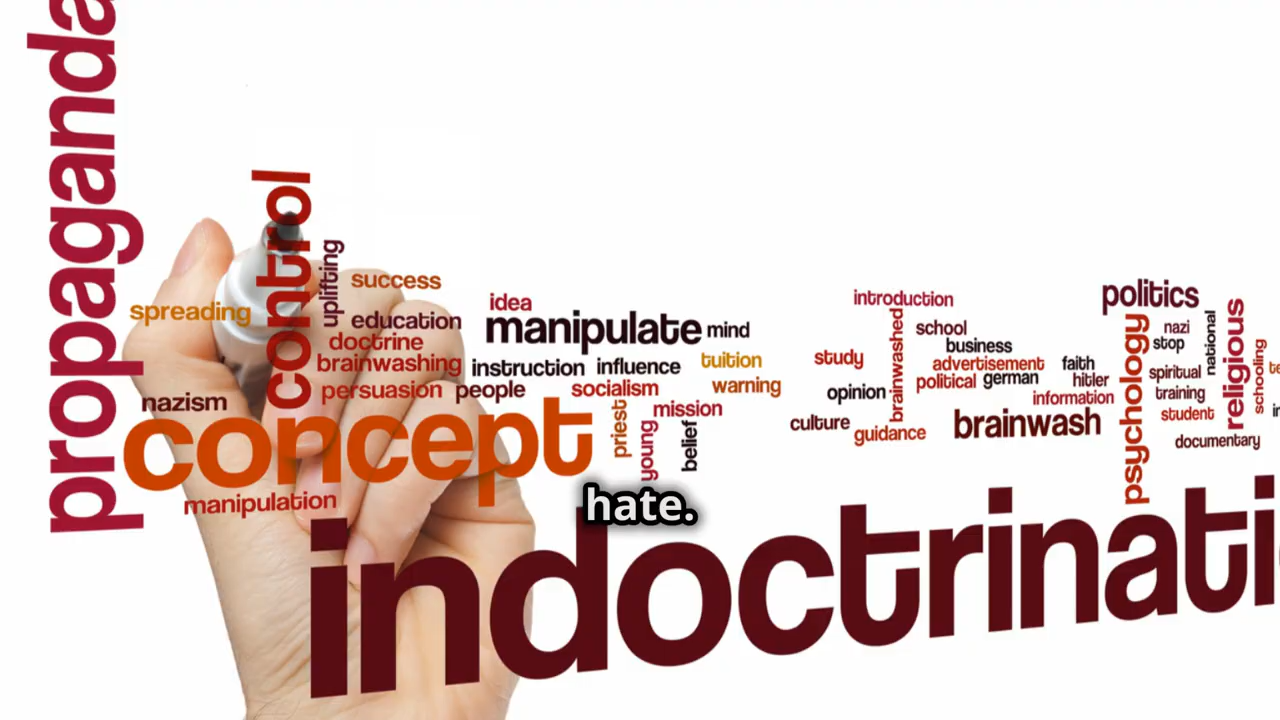 propaganda
control
uplifting
success
spreading
education
doctrine
brainwashing
persuasion
people
nazism
concept
manipulation
idea
manipulate
mind
instruction
influence
tuition
socialism
warning
priest
mission
young
belief
hate.
indoctrinati
introduction
brainwashed
school
business
study
advertisement
faith
opinion
political
german
hitler
information
culture
guidance
brainwash
politics
psychology
nazi
stop
national
religious
spiritual
training
student
schooling
documentary